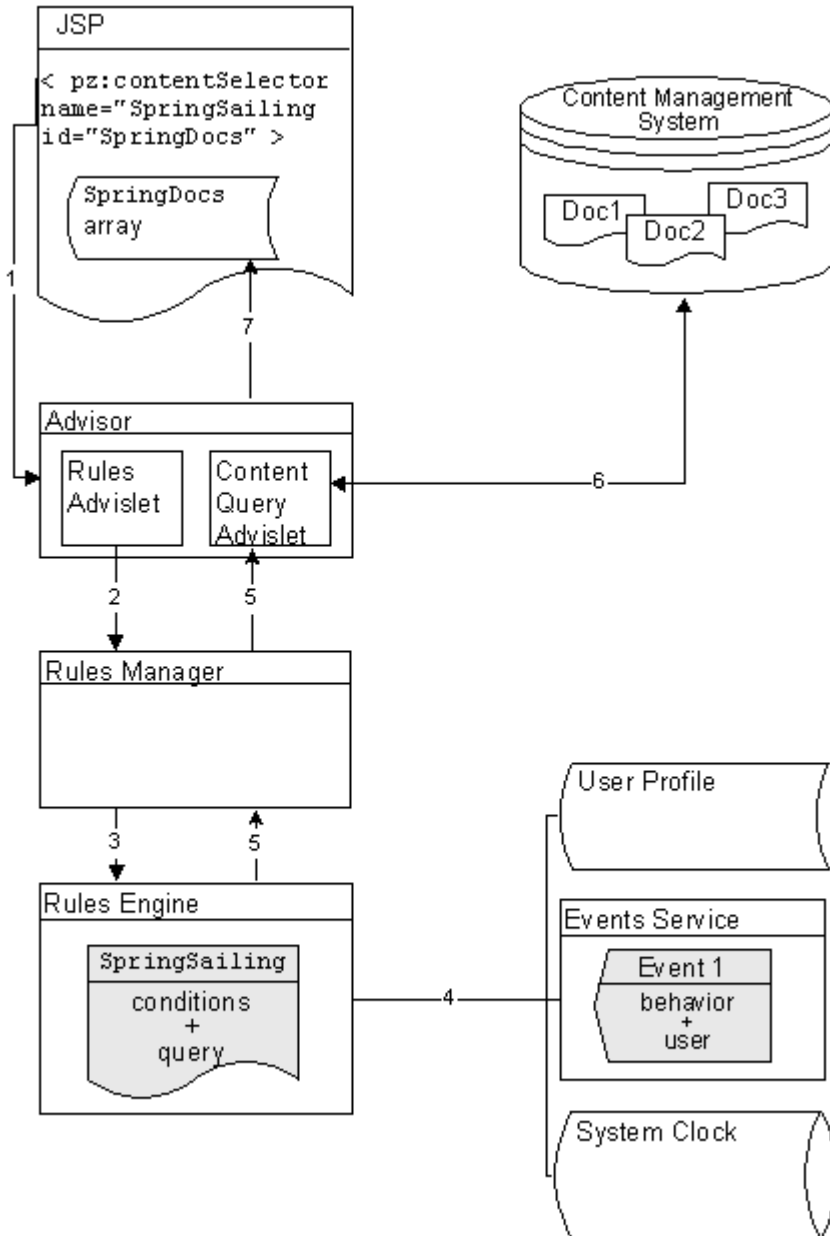 JSP
< pz:contentSelector
name="SpringSailing
id="SpringDocs" >
SpringDocs
array
Content Management
System
Doc1
Doc2
Doc3
1
7
Advisor
Rules
Advislet
Content
Query
Advislet
6
2
5
Rules Manager
3
5
User Profile
Rules Engine
SpringSailing
conditions
+
query
4
Events Service
Event 1
behavior
+
user
System Clock